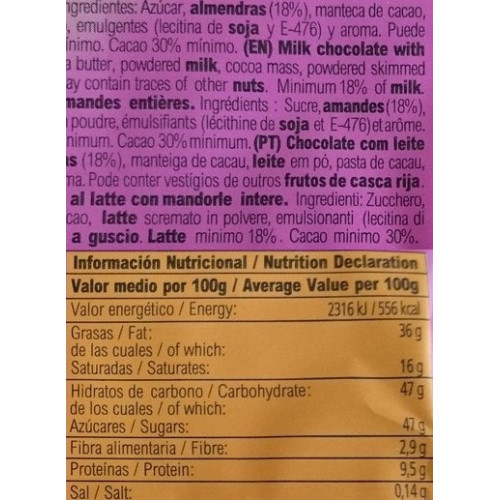 ngredientes: Azúcar, almendras (18%), manteca de cacao,
, emulgentes (lecitina de soja y E-476) y aroma. Puede
ínimo. Cacao 30% mínimo. (EN) Milk chocolate with
a butter, powdered milk, cocoa mass, powdered skimmed
ay contain traces of other nuts. Minimum 18% of milk.
mandes entières. Ingrédients : Sucre, amandes (18%),
poudre, émulsifiants (lécithine de soja et E-476) et arôme.
nimum. Cacao 30% minimum. (PT) Chocolate com leite
s (18%), manteiga de cacau, leite em pó, pasta de cacau,
ma. Pode conter vestígios de outros frutos de casca rija.
al latte con mandorle intere. Ingredienti: Zucchero,
cao, latte scremato in polvere, emulsionanti (lecitina di
a guscio. Latte minimo 18%. Cacao minimo 30%.
Información Nutricional / Nutrition Declaration
Valor medio por 100g / Average Value per 100g
Valor energético / Energy: 2316 kJ / 556 kcal
Grasas / Fat: 36 g
de las cuales / of which:
Saturadas / Saturates: 16 g
Hidratos de carbono / Carbohydrate: 47 g
de los cuales / of which:
Azúcares / Sugars: 47 g
Fibra alimentaria / Fibre: 2,9 g
Proteínas / Protein: 9,5 g
Sal / Salt: 0,14 g